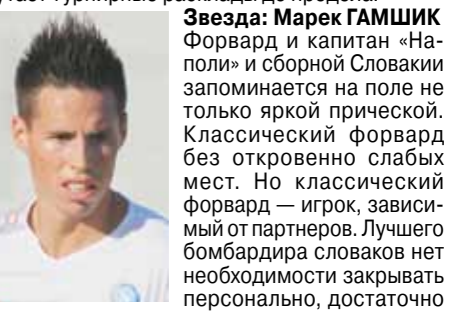 Звезда: Марек ГАМШИК
Форвард и капитан «На-
поли» и сборной Словакии
запоминается на поле не
только яркой прической.
Классический форвард
без откровенно слабых
мест. Но классический
форвард — игрок, зависи-
мый от партнеров. Лучшего
бомбардира словаков нет
необходимости закрывать
персонально, достаточно